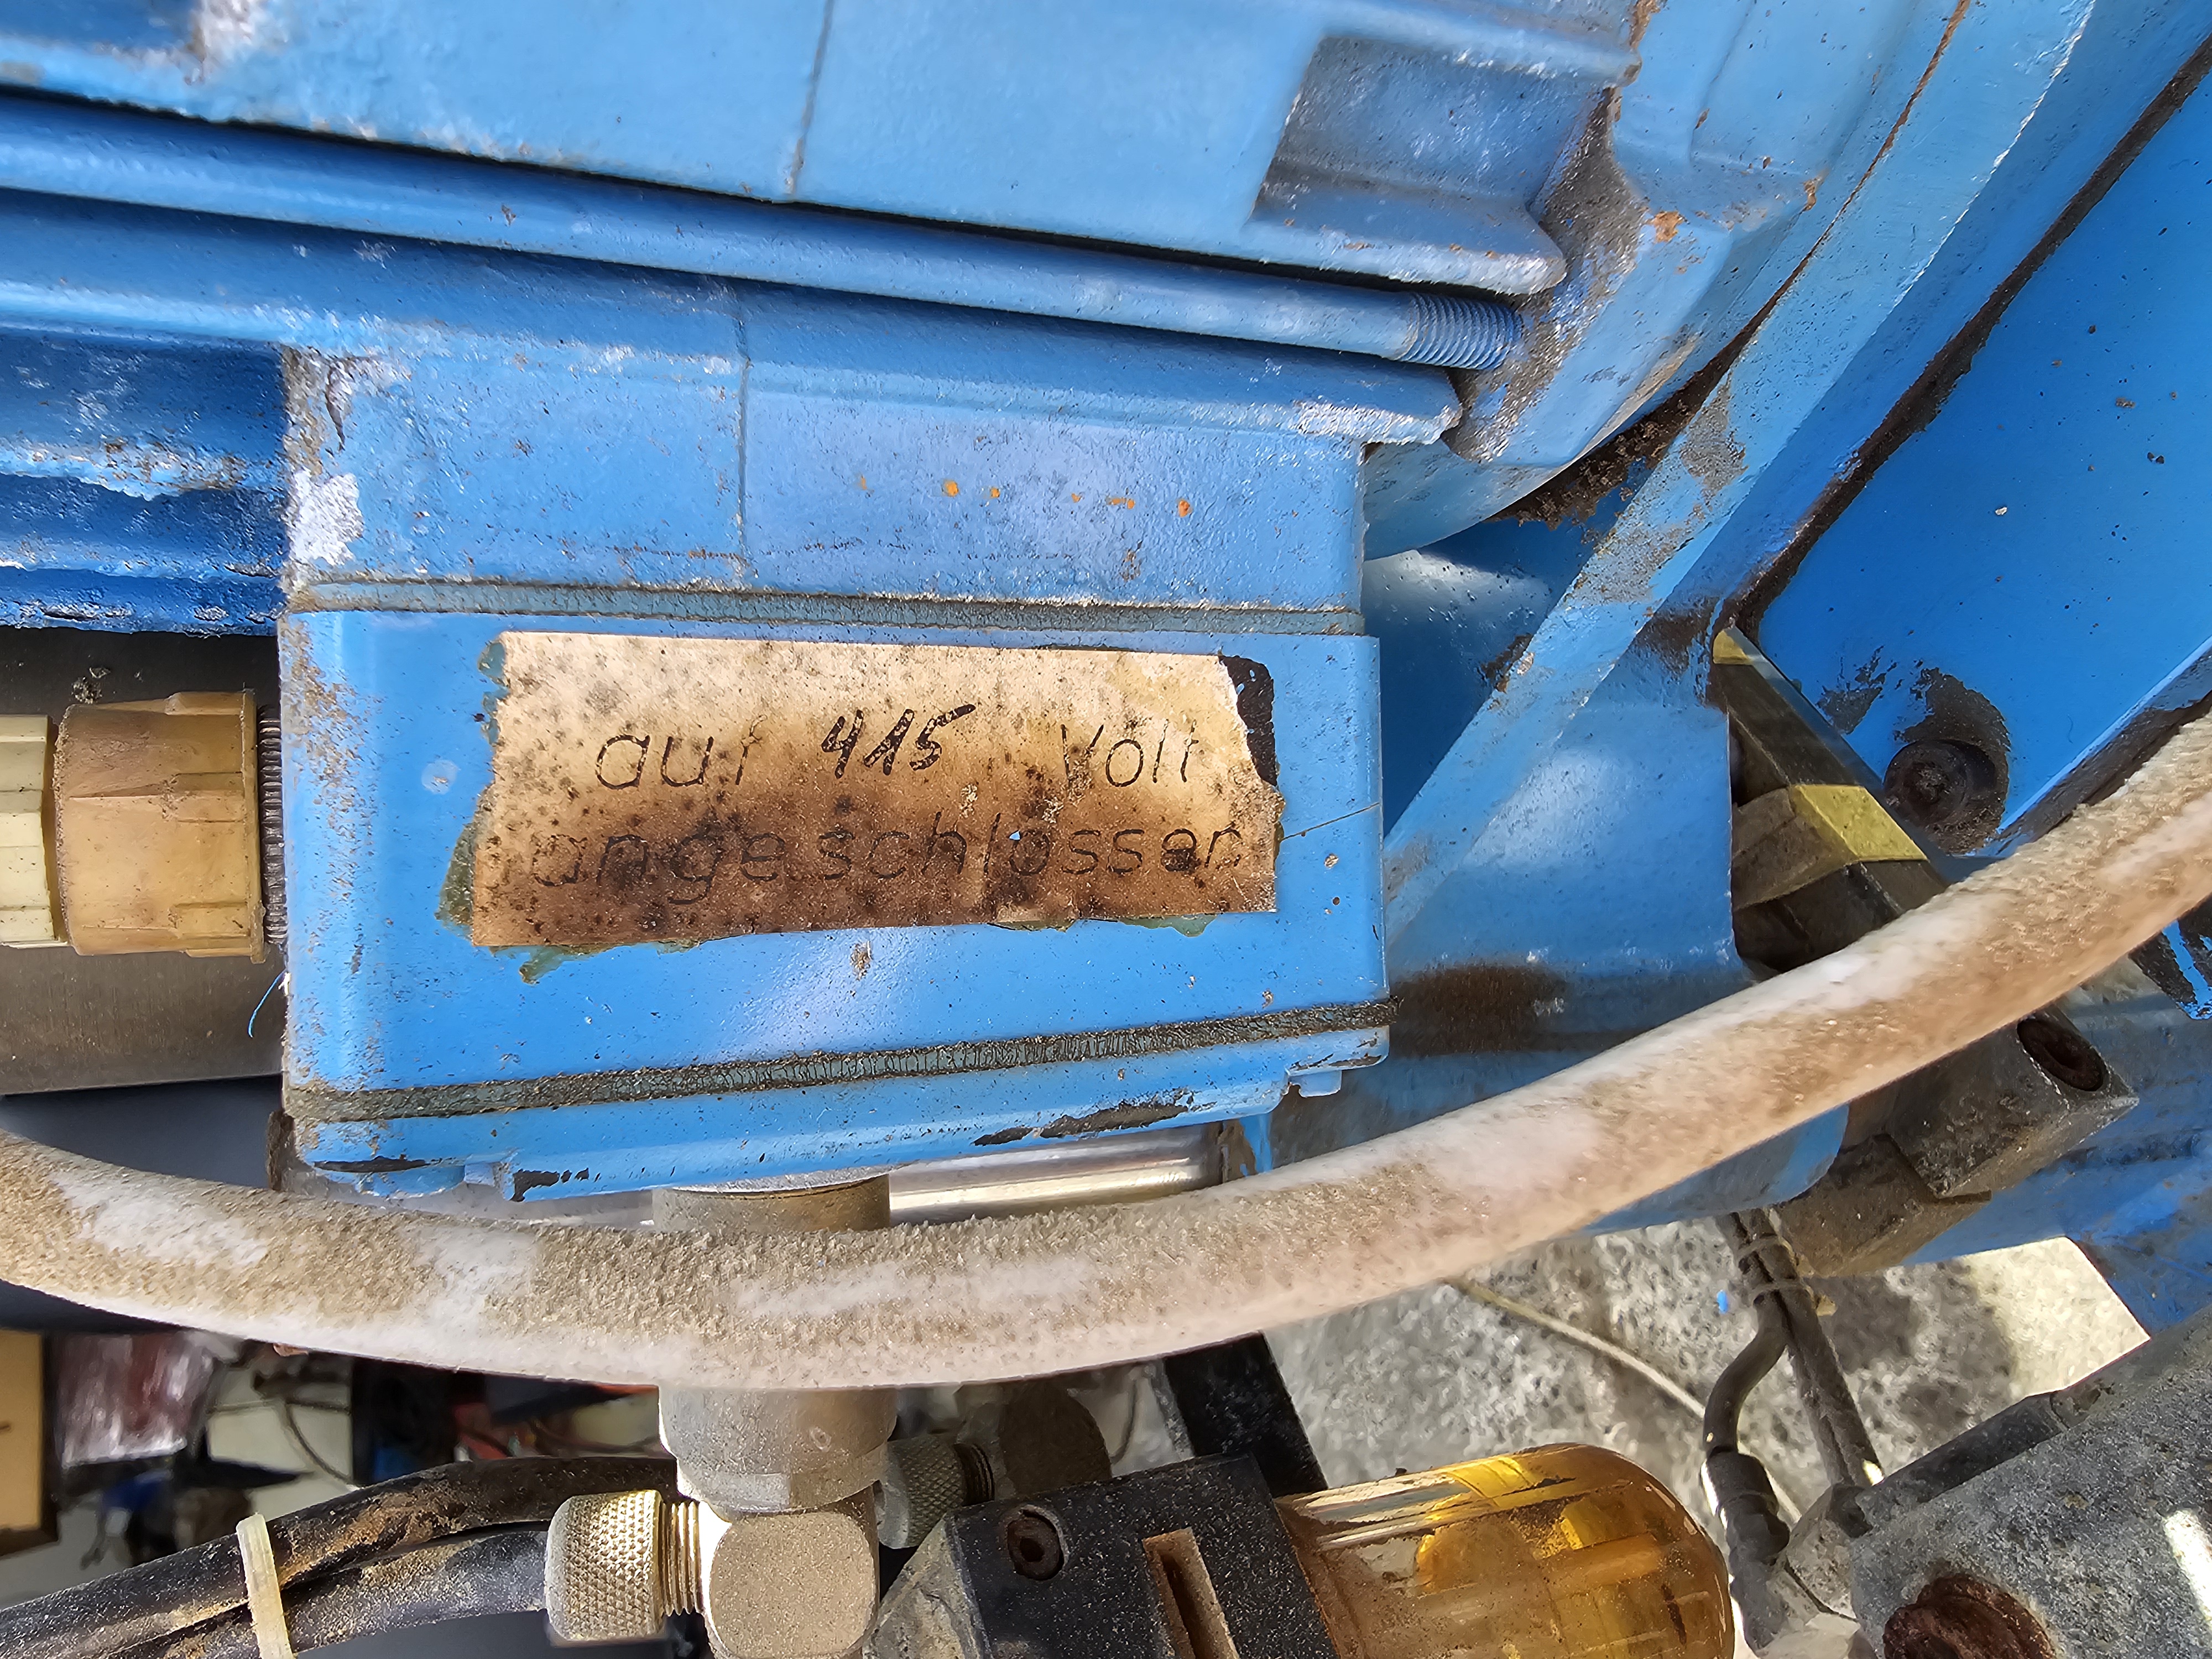 auf 415 Volt
angeschlossen